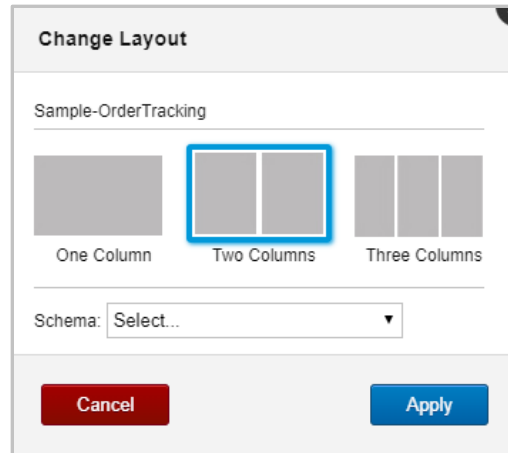 Change Layout
Sample-OrderTracking
One Column Two Columns Three Columns
Schema: Select...
Cancel Apply